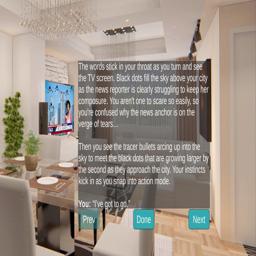 The words stick in your throat as you turn and see
the TV screen. Black dots fill the sky above your city
as the news reporter is clearly struggling to keep her
composure. You aren't one to scare so easily, so
you're confused why the news anchor is on the
verge of tears...
Then you see the tracer bullets arcing up into the
sky to meet the black dots that are growing larger by
the second as they approach the city. Your instincts
kick in as you snap into action mode.
You: "I've got to go."
Prev Done Next